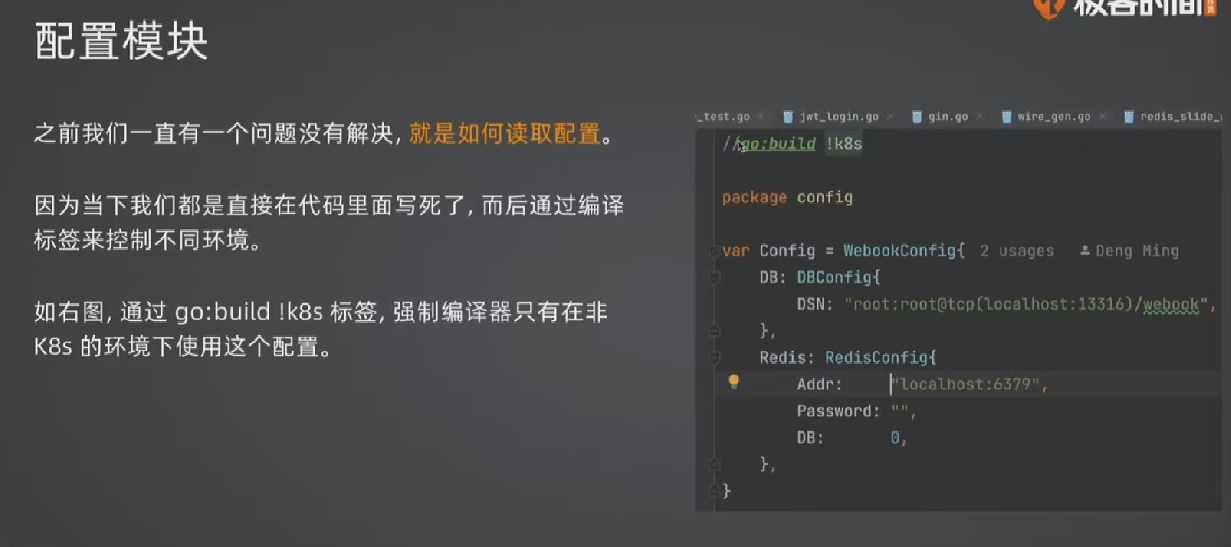 极客时间
配置模块
之前我们一直有一个问题没有解决,就是如何读取配置。
因为当下我们都是直接在代码里面写死了,而后通过编译
标签来控制不同环境。
如右图,通过 go:build !k8s 标签,强制编译器只有在非
K8s 的环境下使用这个配置。
_test.go jwt_login.go gin.go wire_gen.go redis_slide_
//go:build !k8s
package config
var Config = WebookConfig{ 2 usages Deng Ming
DB: DBConfig{
DSN: "root:root@tcp(localhost:13316)/webook",
},
Redis: RedisConfig{
Addr: "localhost:6379",
Password: "",
DB: 0,
},
}